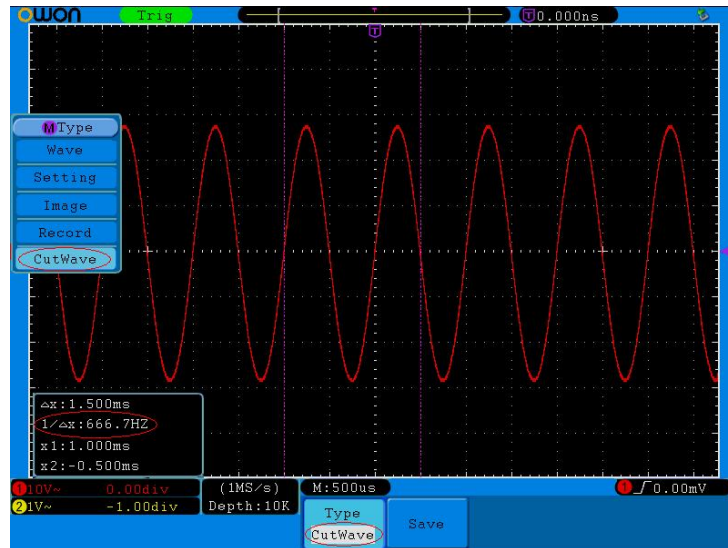 owon Trig T 0.000ns
T
M Type
Wave
Setting
Image
Record
CutWave
△x:1.500ms
1/△x:666.7HZ
x1:1.000ms
x2:-0.500ms
1 10V~ 0.00div (1MS/s) M:500us 1 0.00mV
2 1V~ -1.00div Depth:10K
Type
CutWave
Save